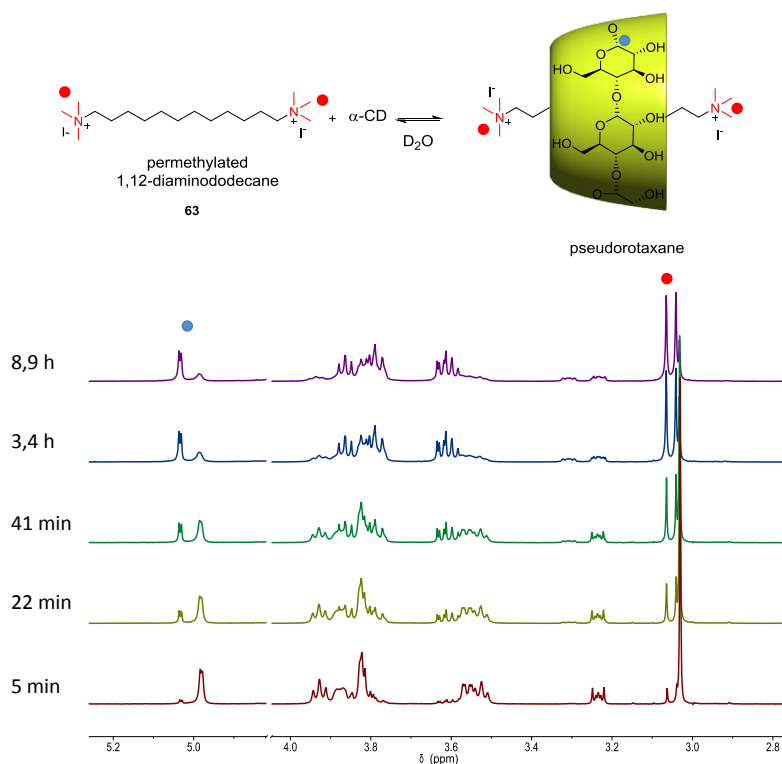 I-
N
+
N
+
I-
+ α-CD
D2O
permethylated
1,12-diaminododecane
63
I-
N
+
O
OH
O
HO
OH
O
O
OH
O
HO
OH
O
O
OH
N
+
I-
pseudorotaxane
8,9 h
3,4 h
41 min
22 min
5 min
5.2 5.0 4.0 3.8 3.6 3.4 3.2 3.0 2.8
δ (ppm)